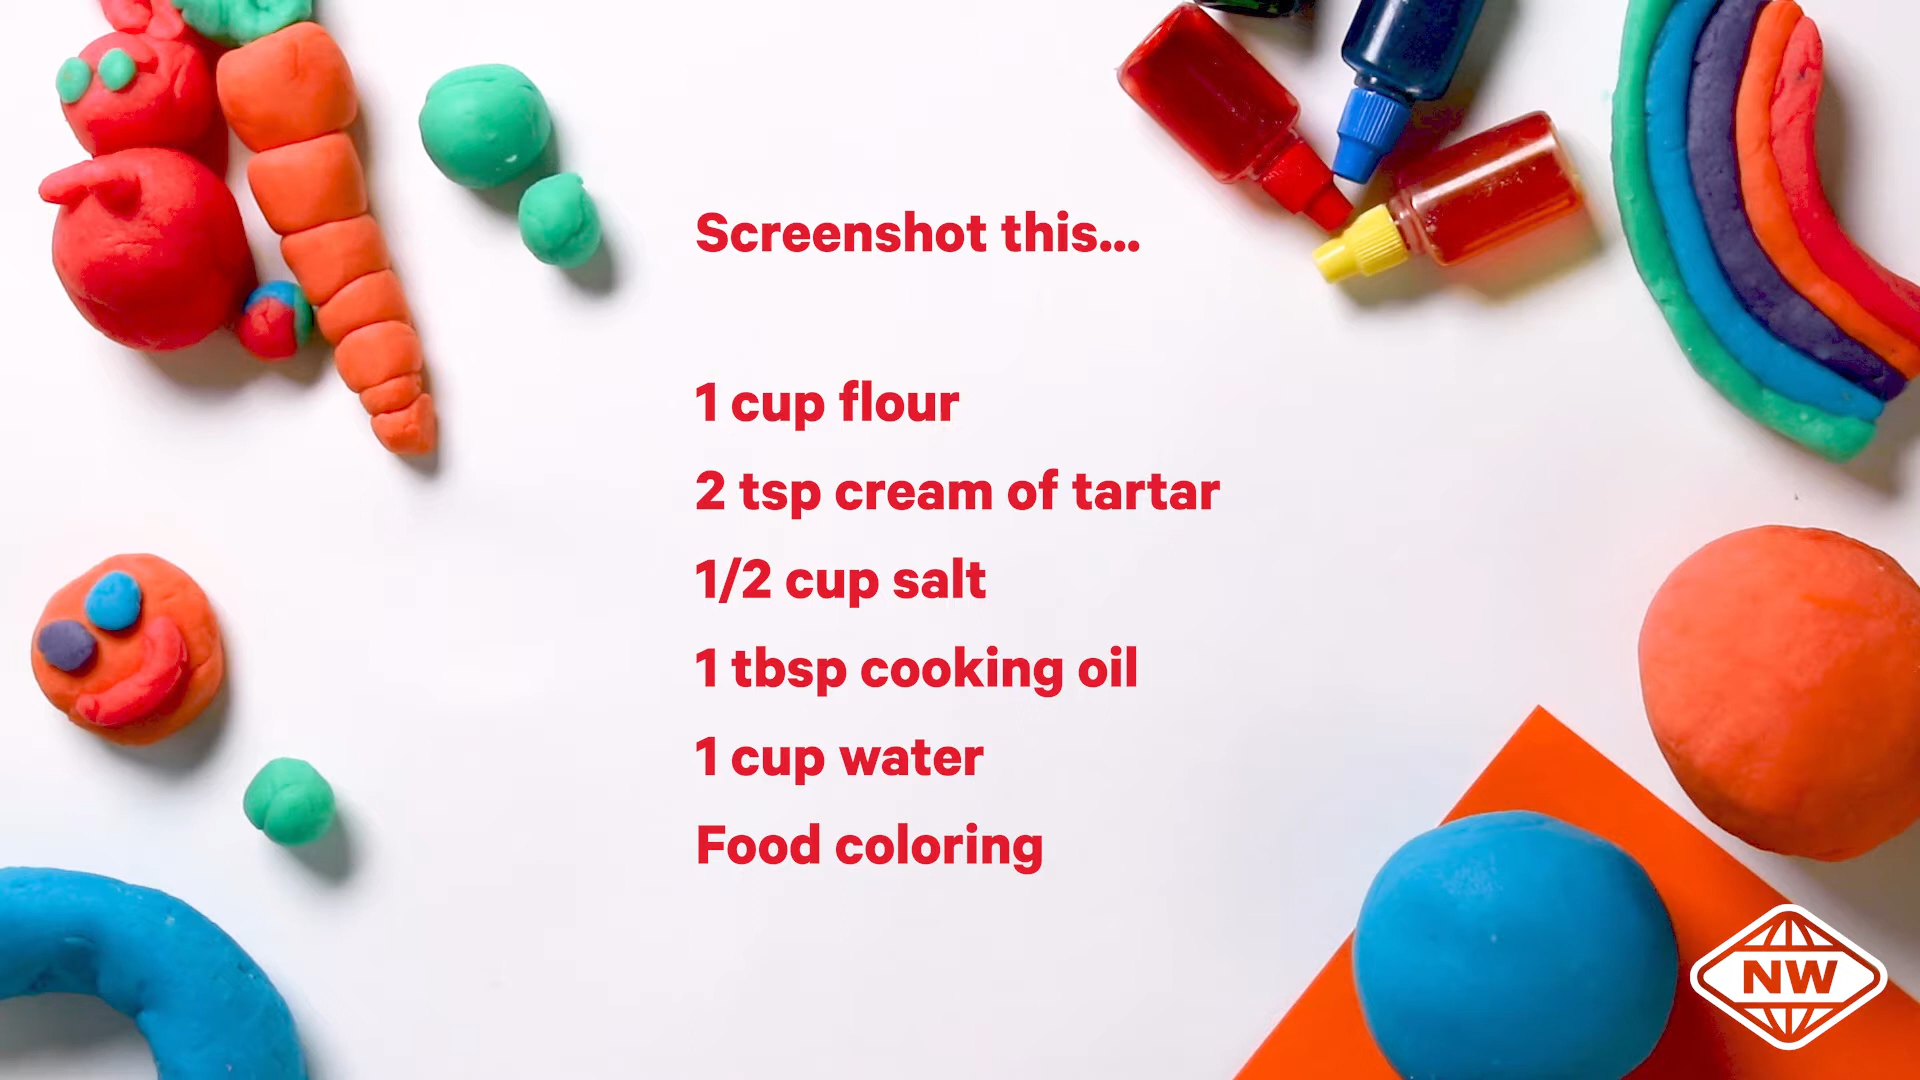 Screenshot this...
1 cup flour
2 tsp cream of tartar
1/2 cup salt
1 tbsp cooking oil
1 cup water
Food coloring
NW